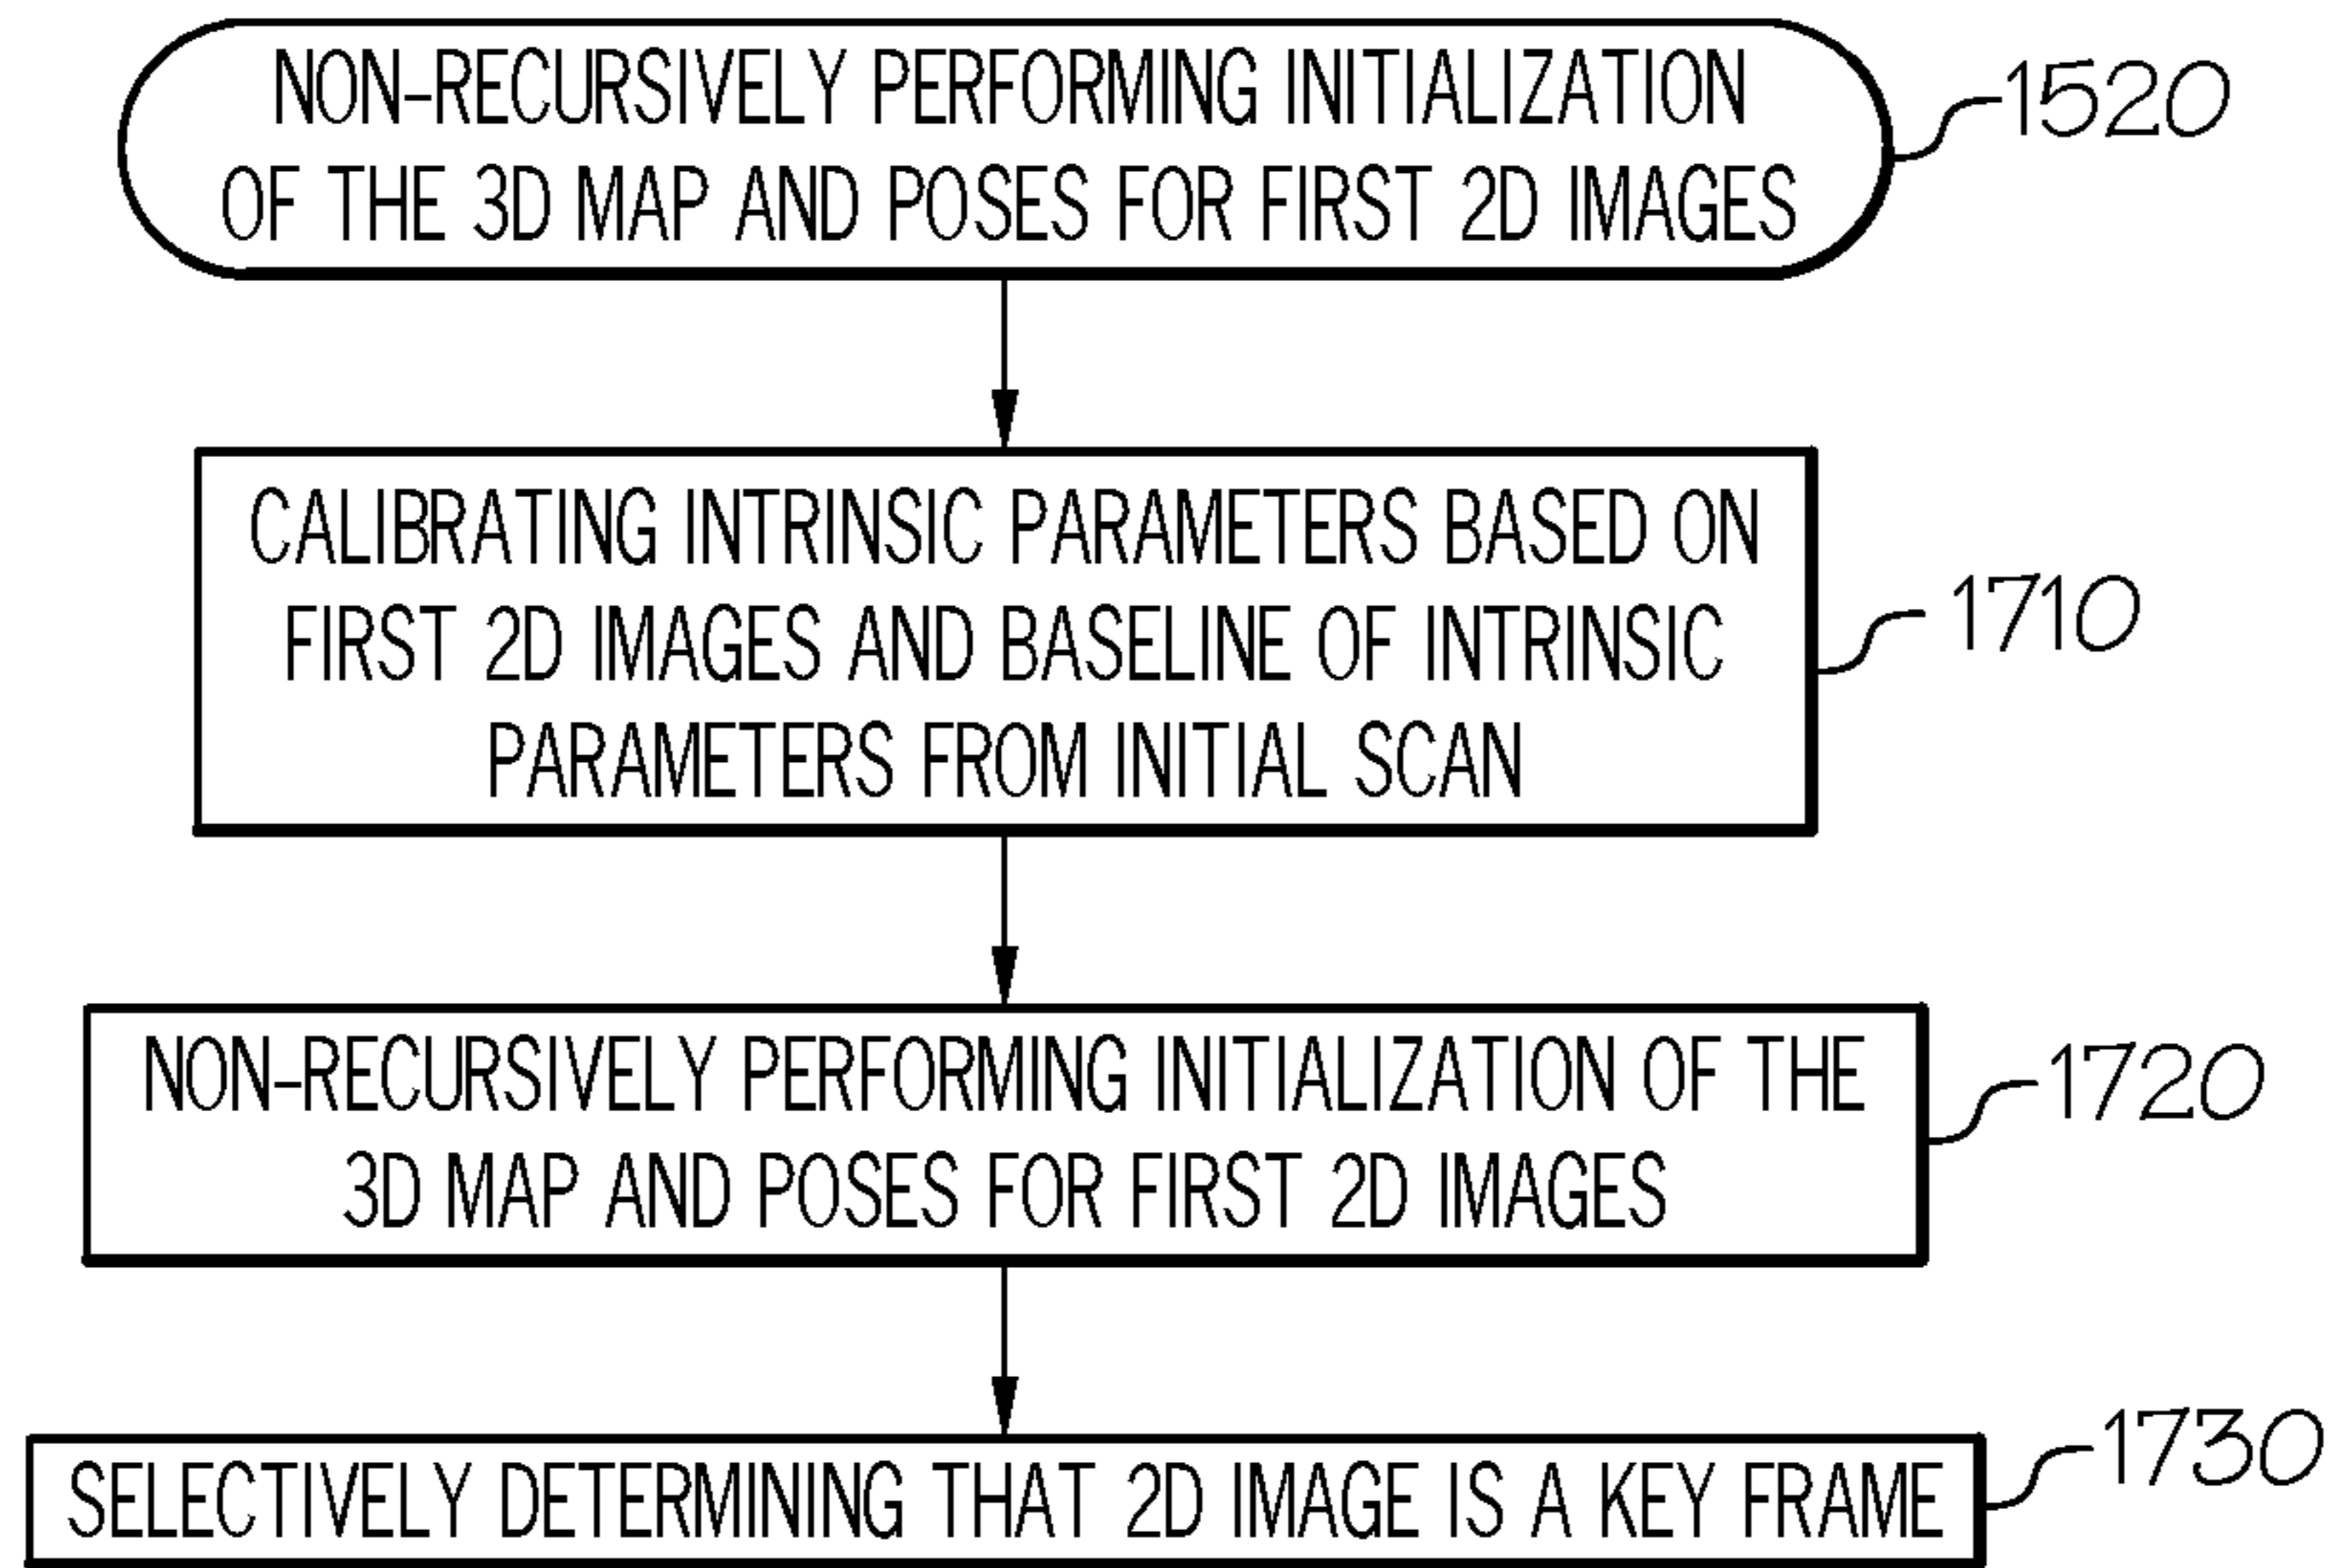 NON-RECURSIVELY PERFORMING INITIALIZATION
OF THE 3D MAP AND POSES FOR FIRST 2D IMAGES
1520
CALIBRATING INTRINSIC PARAMETERS BASED ON
FIRST 2D IMAGES AND BASELINE OF INTRINSIC
PARAMETERS FROM INITIAL SCAN
1710
NON-RECURSIVELY PERFORMING INITIALIZATION OF THE
3D MAP AND POSES FOR FIRST 2D IMAGES
1720
SELECTIVELY DETERMINING THAT 2D IMAGE IS A KEY FRAME
1730